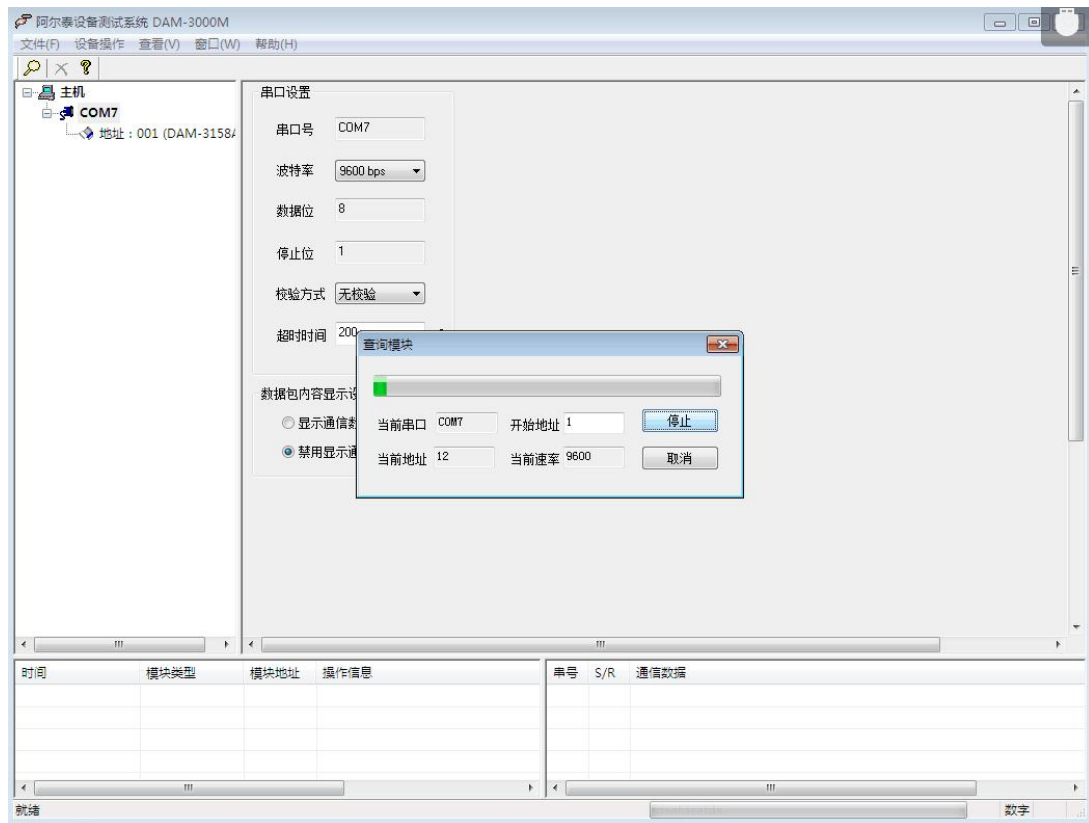 阿尔泰设备测试系统 DAM-3000M
文件(F) 设备操作 查看(V) 窗口(W) 帮助(H)
主机
COM7
地址：001 (DAM-3158A
串口设置
串口号 COM7
波特率 9600 bps
数据位 8
停止位 1
校验方式 无校验
超时时间 200
数据包内容显示设
显示通信数
禁用显示通
查询模块
当前串口 COM7 开始地址 1 停止
当前地址 12 当前速率 9600 取消
时间 模块类型 模块地址 操作信息
串号 S/R 通信数据
就绪 数字